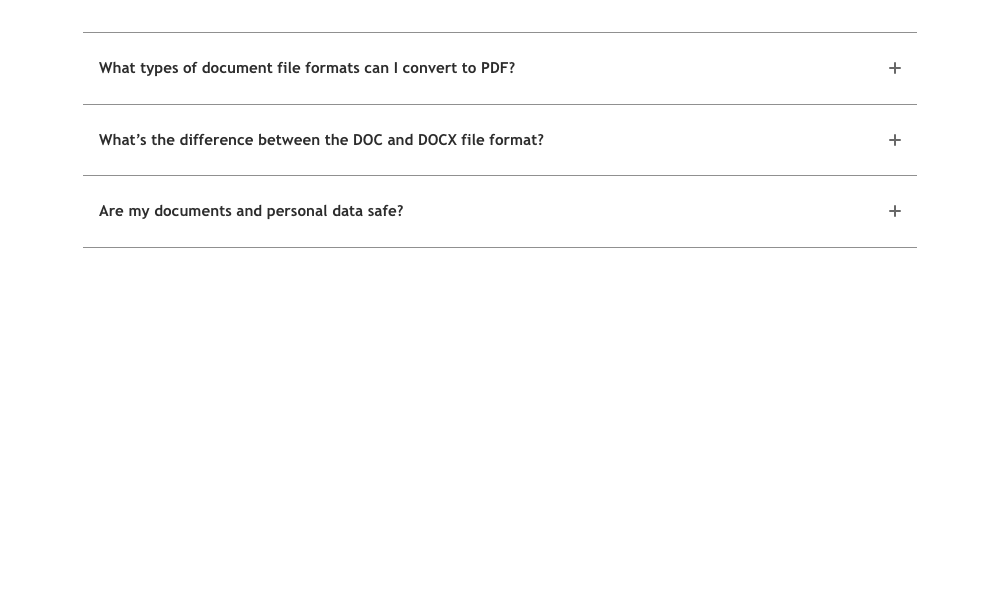 What types of document file formats can I convert to PDF?
What’s the difference between the DOC and DOCX file format?
Are my documents and personal data safe?